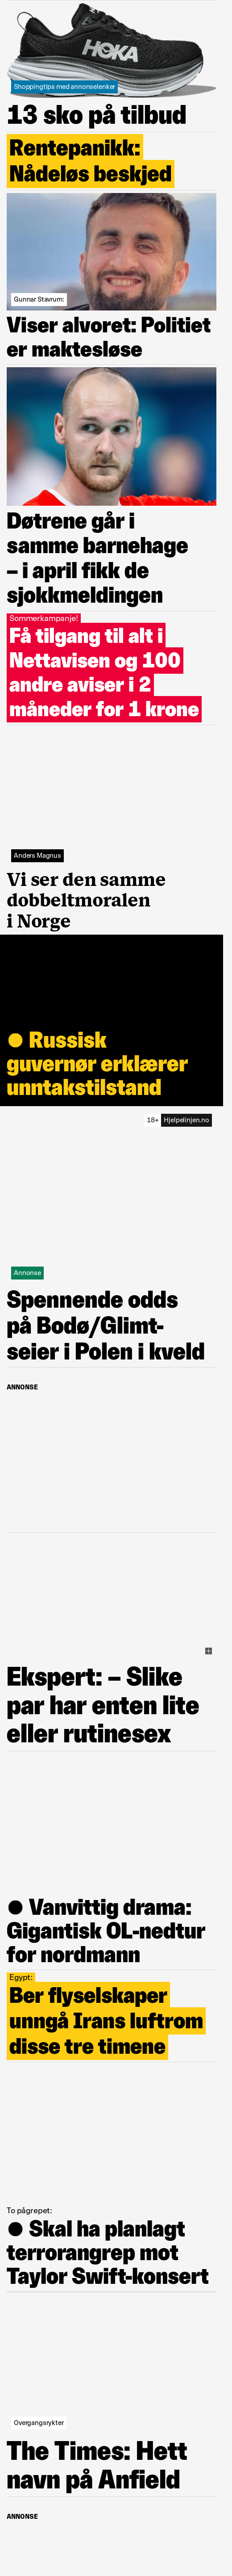 HOKA
Shoppingtips med annonselenker
13 sko på tilbud
Rentepanikk:
Nådeløs beskjed
Gunnar Stavrum:
Viser alvoret: Politiet
er maktesløse
Døtrene går i
samme barnehage
– i april fikk de
sjokkmeldingen
Sommerkampanje!
Få tilgang til alt i
Nettavisen og 100
andre aviser i 2
måneder for 1 krone
Anders Magnus
Vi ser den samme
dobbeltmoralen
i Norge
● Russisk
guvernør erklærer
unntakstilstand
18+ Hjelpelinjen.no
Annonse
Spennende odds
på Bodø/Glimt-
seier i Polen i kveld
ANNONSE
Ekspert: – Slike
par har enten lite
eller rutinesex
● Vanvittig drama:
Gigantisk OL-nedtur
for nordmann
Egypt:
Ber flyselskaper
unngå Irans luftrom
disse tre timene
To pågrepet:
● Skal ha planlagt
terrorangrep mot
Taylor Swift-konsert
Overgangsrykter
The Times: Hett
navn på Anfield
ANNONSE